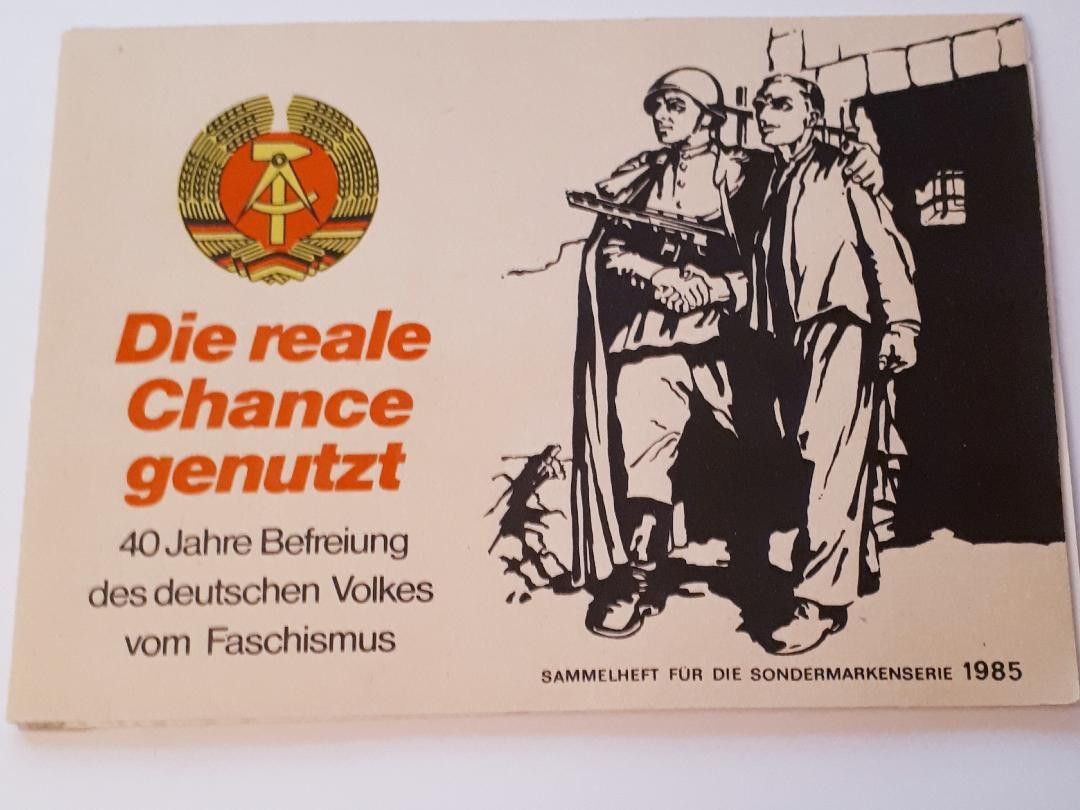 Die reale
Chance
genutzt
40 Jahre Befreiung
des deutschen Volkes
vom Faschismus
SAMMELHEFT FÜR DIE SONDERMARKENSERIE 1985